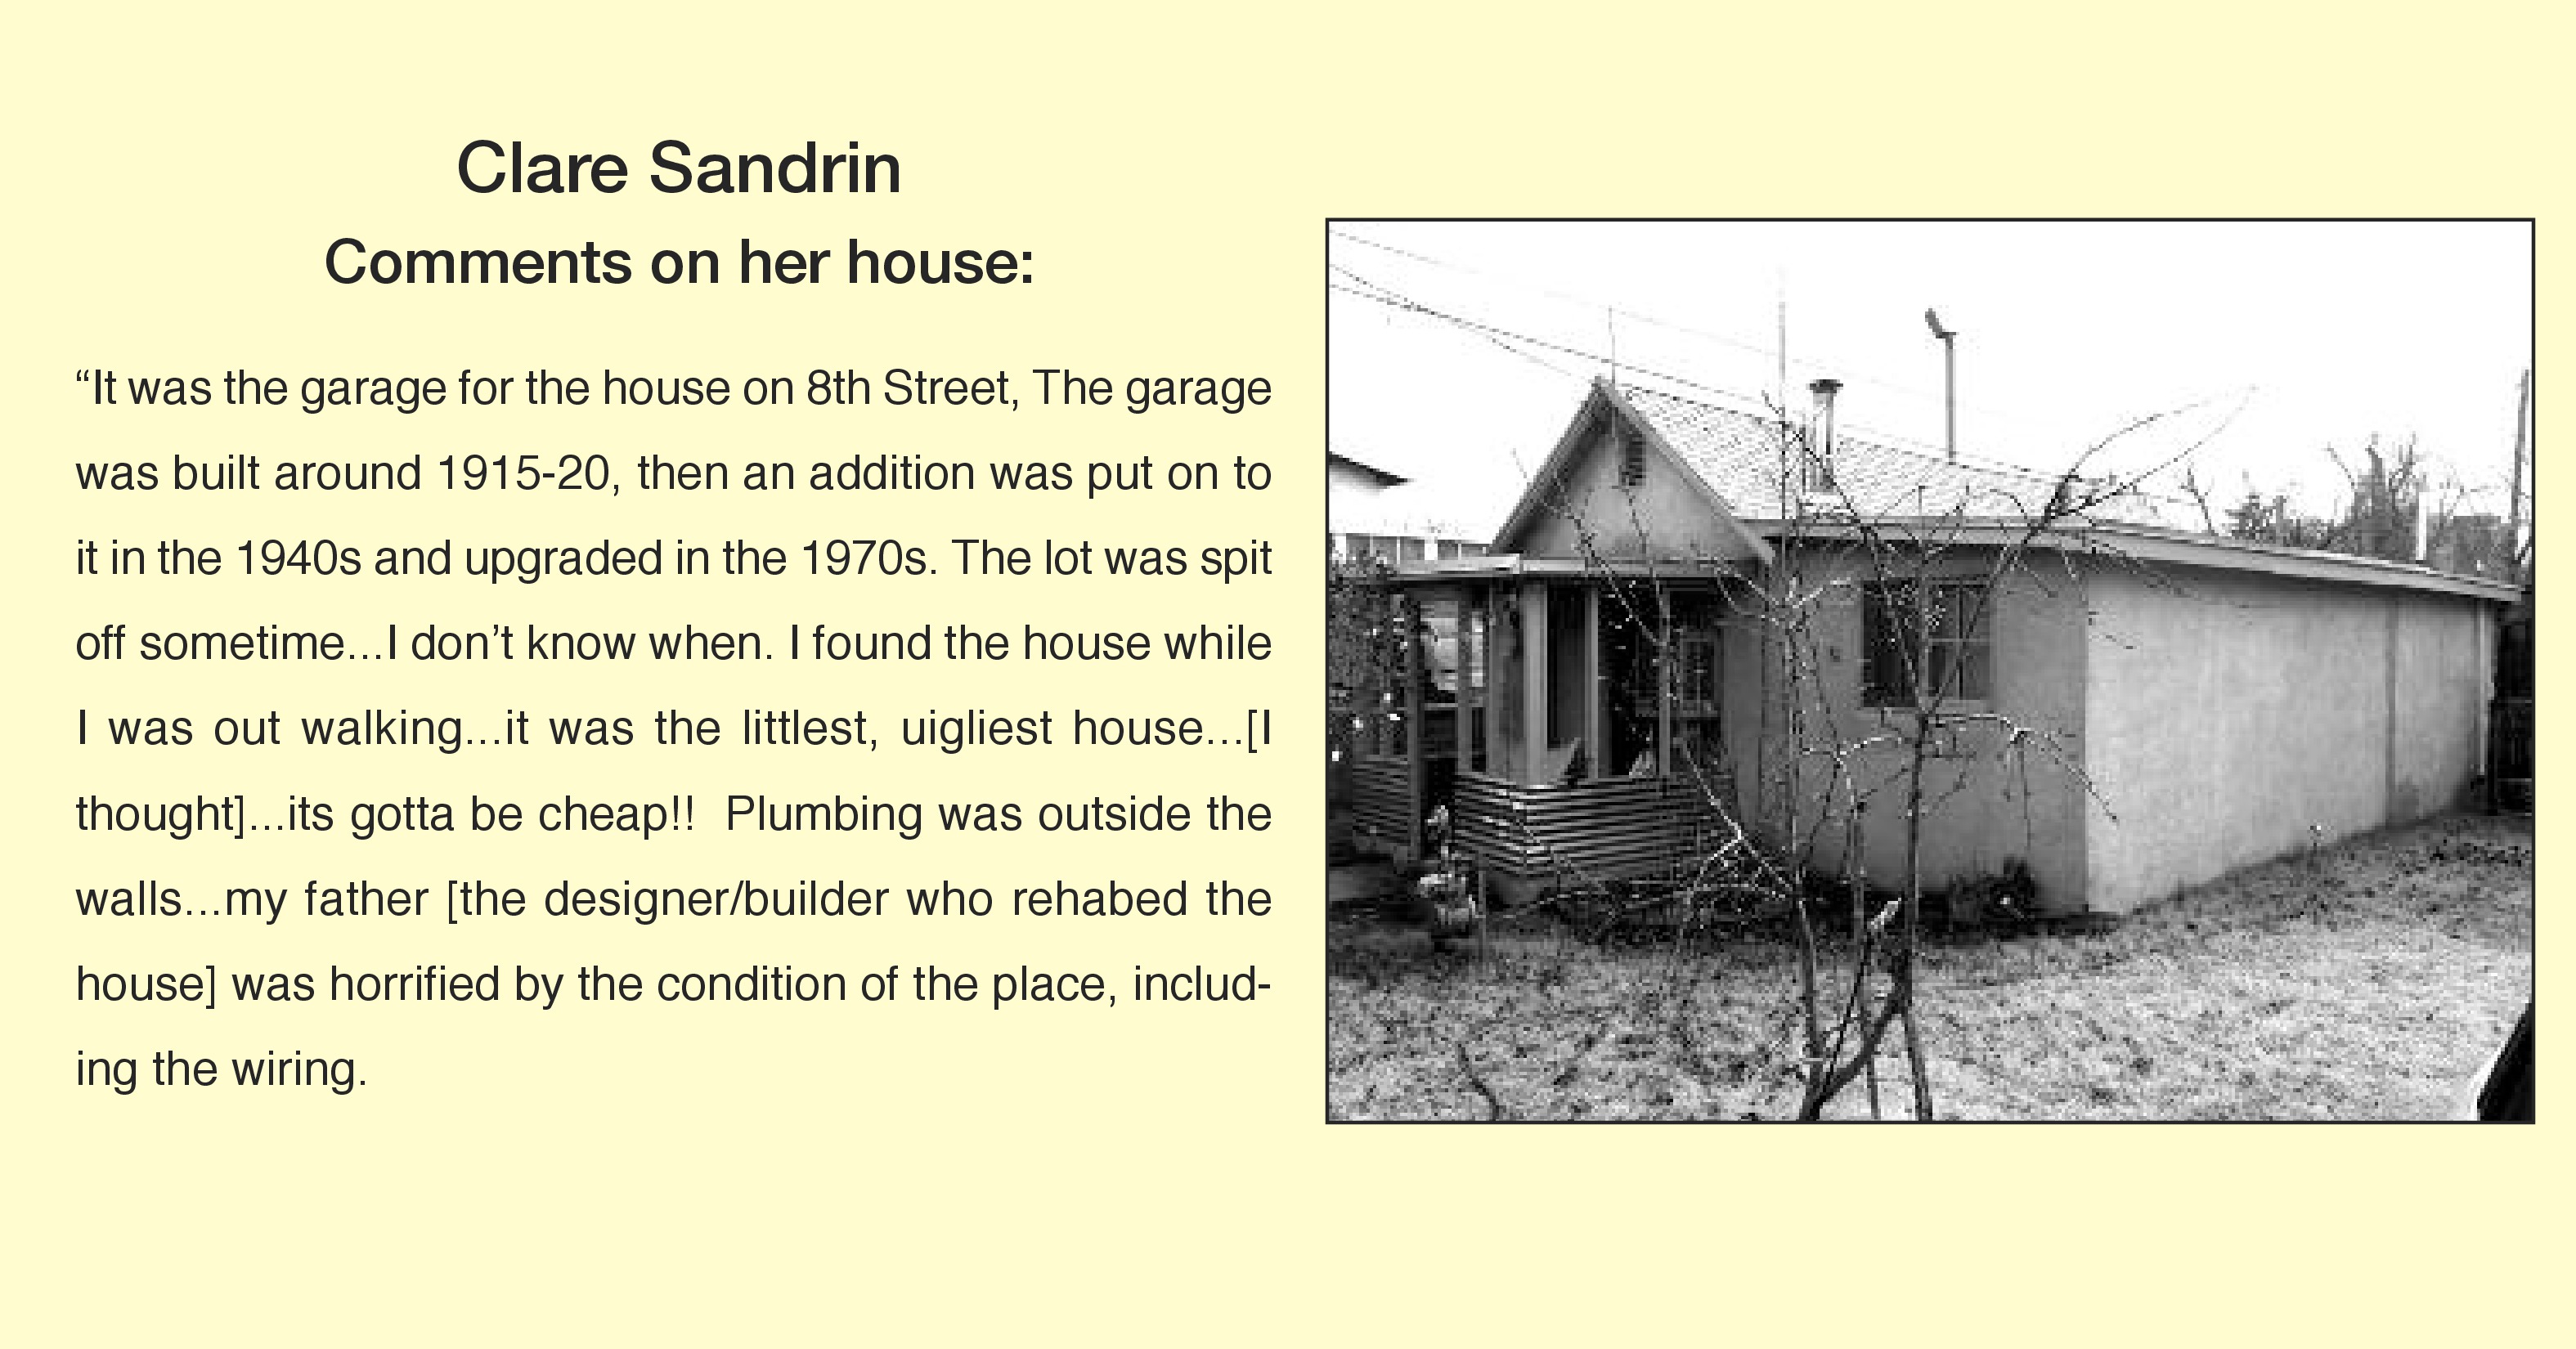 Clare Sandrin
Comments on her house:
“It was the garage for the house on 8th Street, The garage
was built around 1915-20, then an addition was put on to
it in the 1940s and upgraded in the 1970s. The lot was spit
off sometime...I don’t know when. I found the house while
I was out walking...it was the littlest, uigliest house...[I
thought]...its gotta be cheap!!  Plumbing was outside the
walls...my father [the designer/builder who rehabed the
house] was horrified by the condition of the place, includ-
ing the wiring.